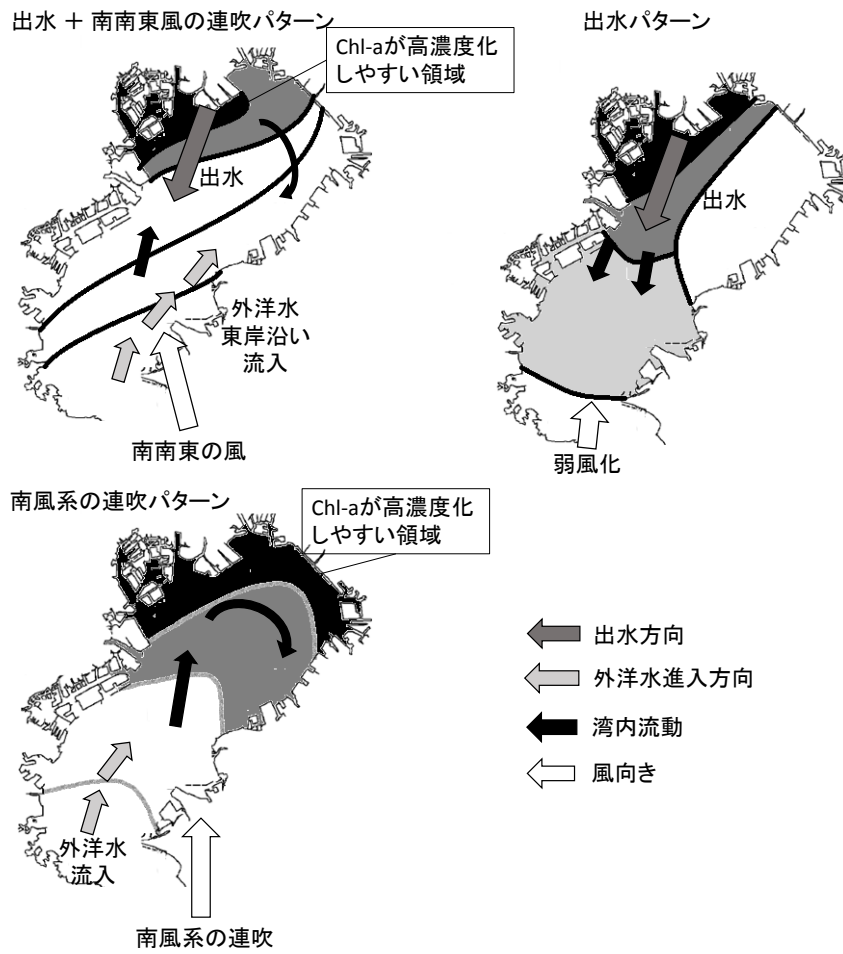 出水 + 南南東風の連吹パターン
Chl-aが高濃度化
しやすい領域
出水
外洋水
東岸沿い
流入
南南東の風
出水パターン
出水
弱風化
南風系の連吹パターン
Chl-aが高濃度化
しやすい領域
外洋水
流入
南風系の連吹
出水方向
外洋水進入方向
湾内流動
風向き